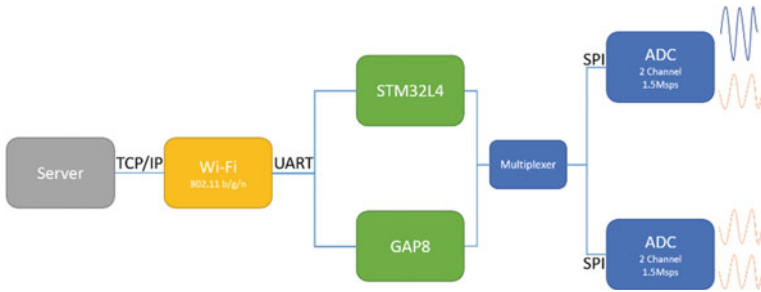 Server
TCP/IP
Wi-Fi
802.11 b/g/n
UART
STM32L4
GAP8
Multiplexer
SPI
ADC
2 Channel
1.5Msps
SPI
ADC
2 Channel
1.5Msps